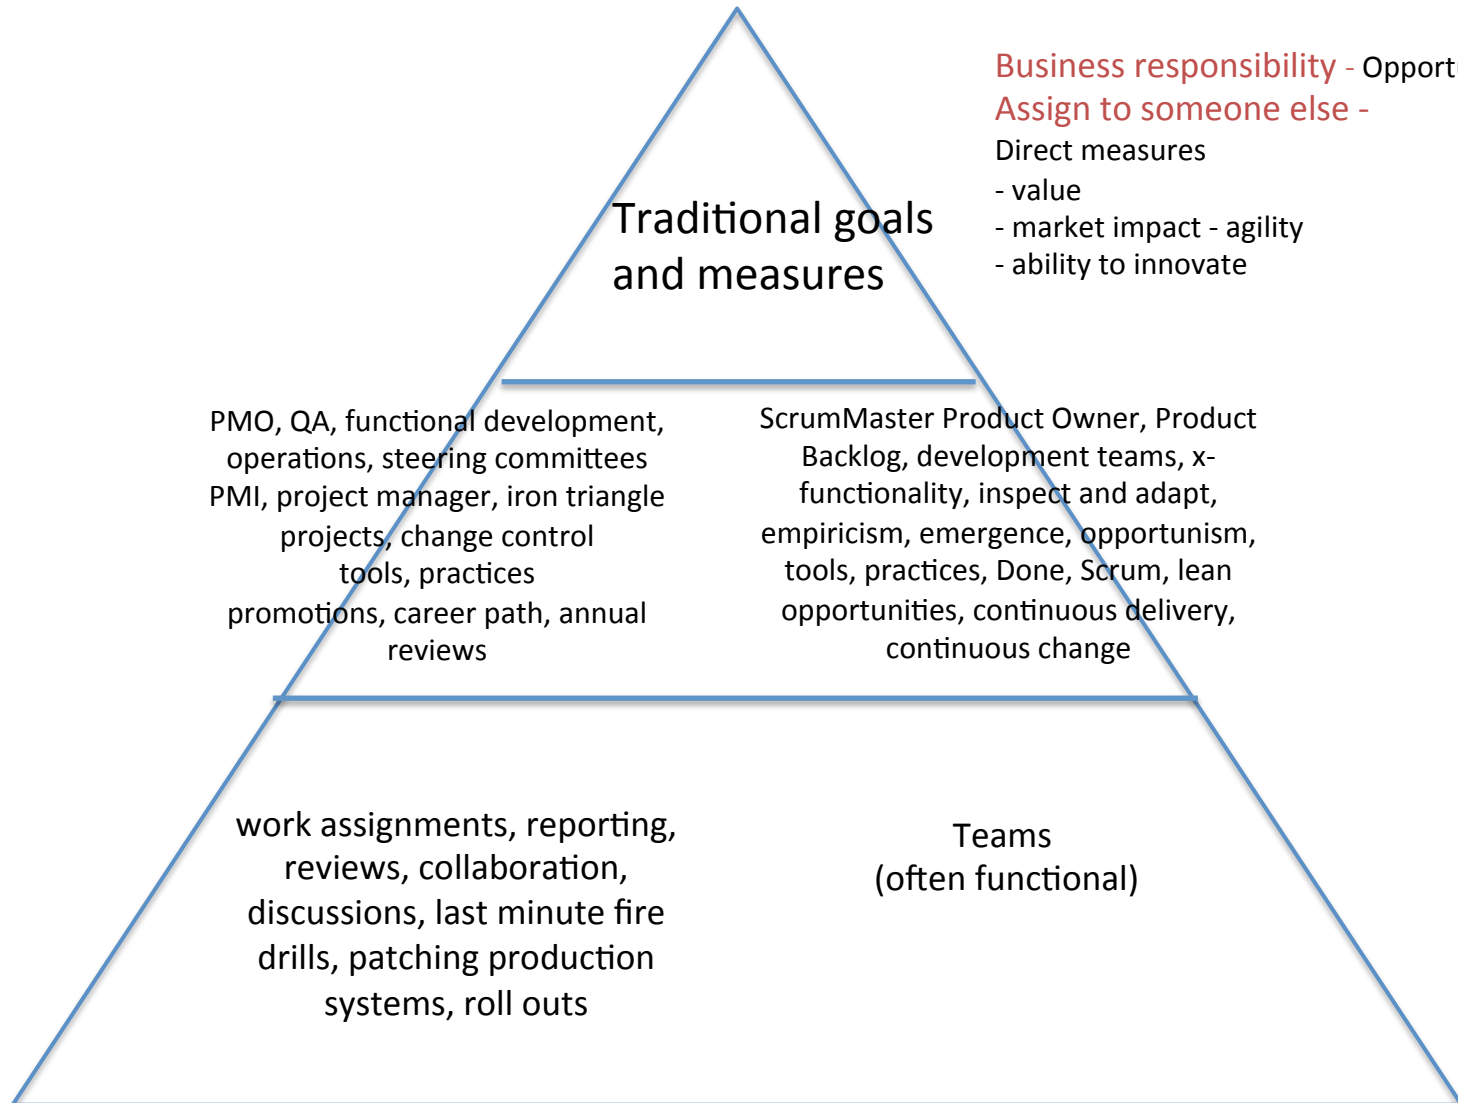 Business responsibility - Opportu
Assign to someone else -
Direct measures
- value
- market impact - agility
- ability to innovate
Traditional goals
and measures
PMO, QA, functional development,
operations, steering committees
PMI, project manager, iron triangle
projects, change control
tools, practices
promotions, career path, annual
reviews
ScrumMaster Product Owner, Product
Backlog, development teams, x-
functionality, inspect and adapt,
empiricism, emergence, opportunism,
tools, practices, Done, Scrum, lean
opportunities, continuous delivery,
continuous change
work assignments, reporting,
reviews, collaboration,
discussions, last minute fire
drills, patching production
systems, roll outs
Teams
(often functional)